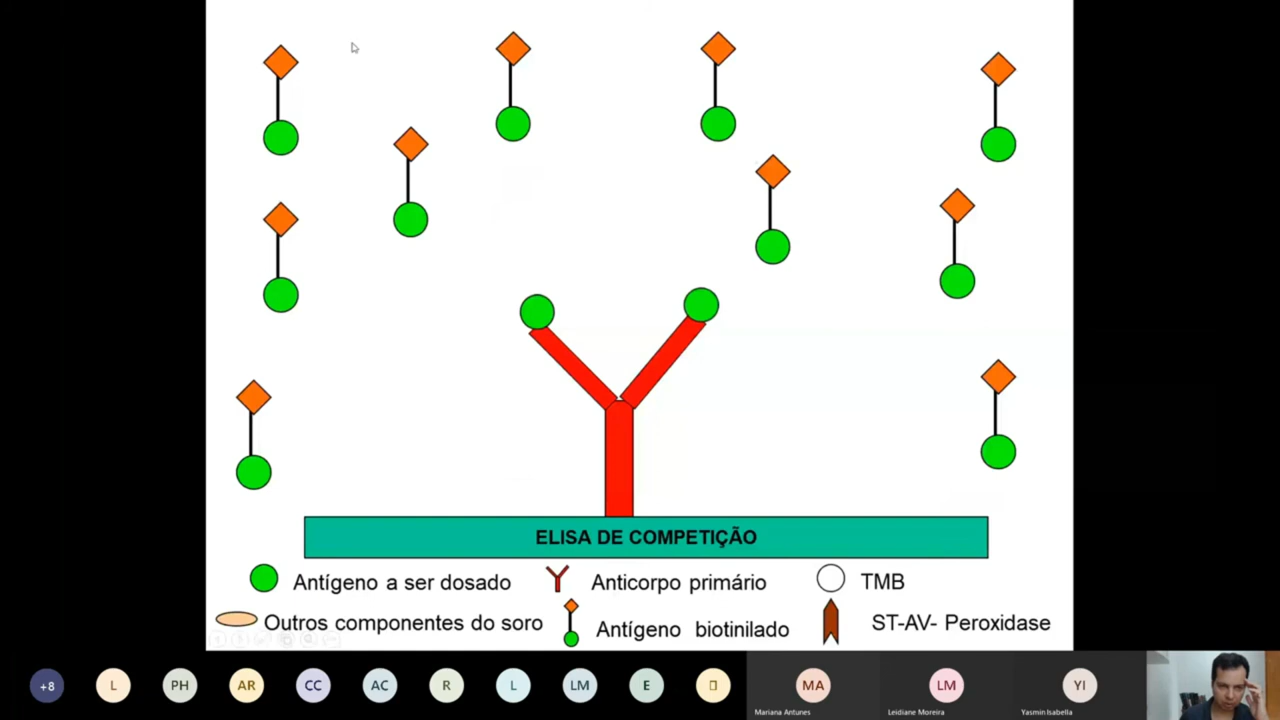 ELISA DE COMPETIÇÃO
Antígeno a ser dosado
Anticorpo primário
TMB
Outros componentes do soro
Antígeno biotinilado
ST-AV- Peroxidase
+8
L
PH
AR
CC
AC
R
L
LM
E
MA
LM
YI
Mariana Antunes
Leidiane Moreira
Yasmin Isabella